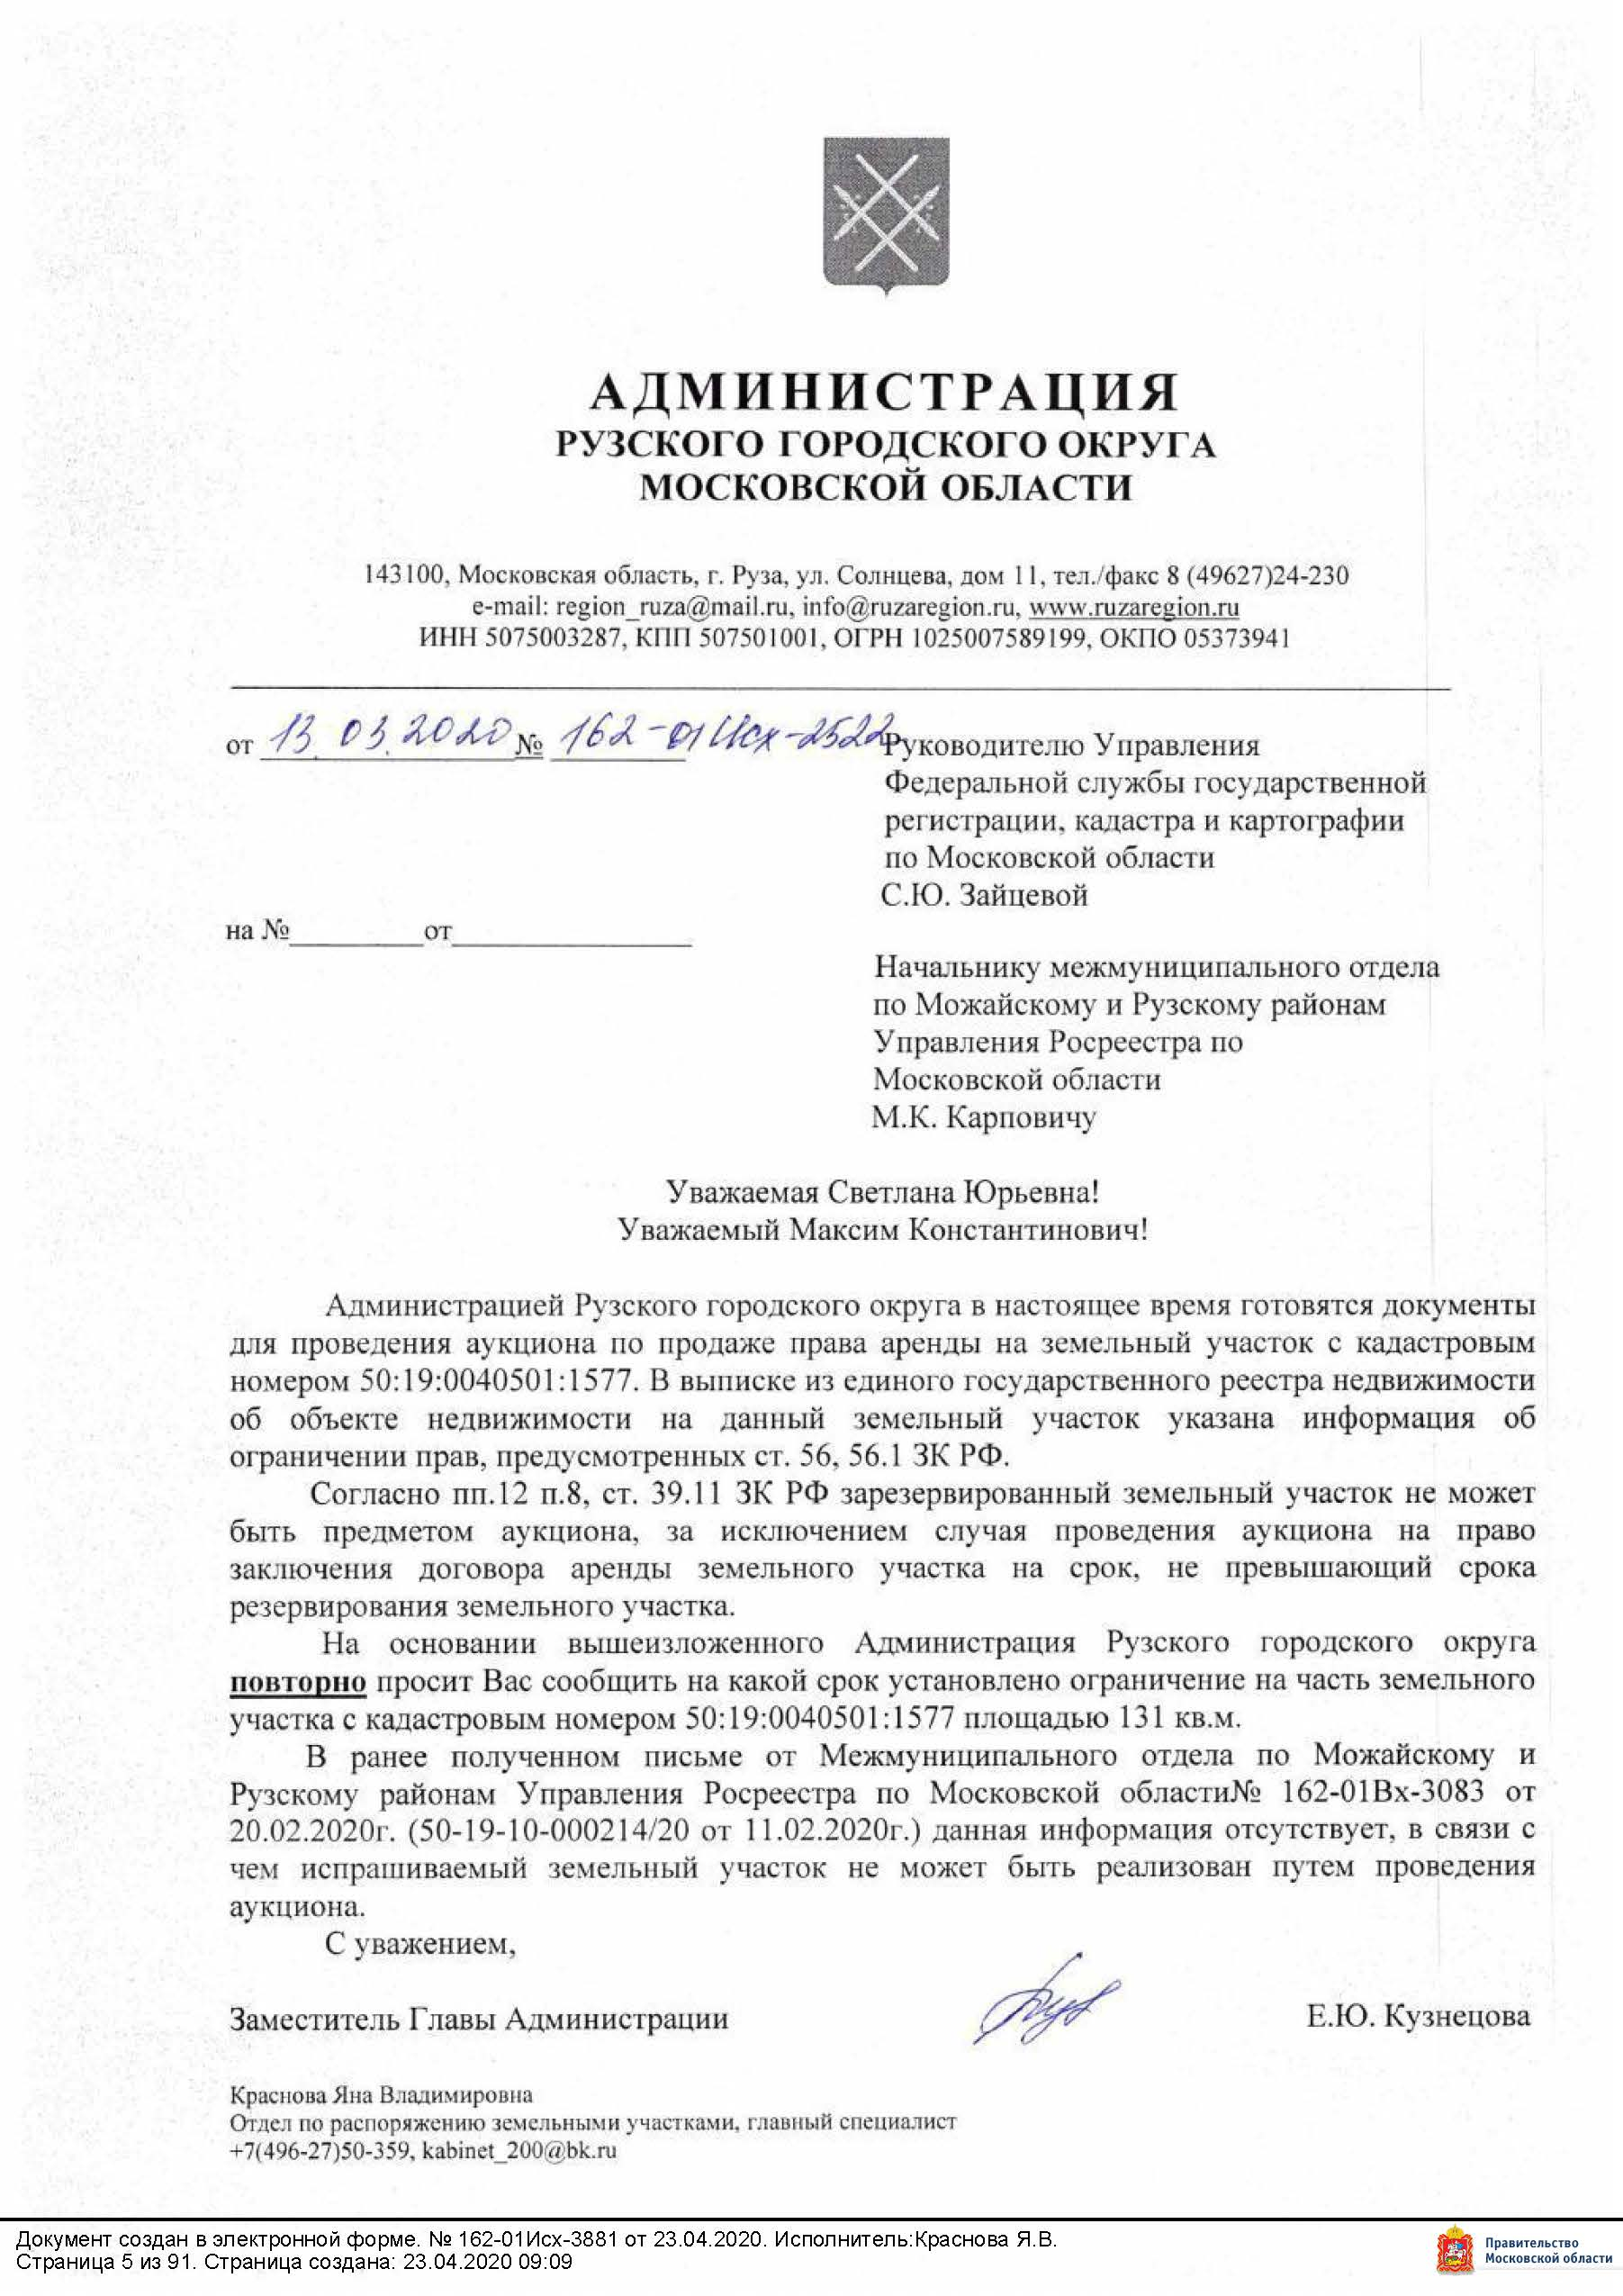 АДМИНИСТРАЦИЯ
РУЗСКОГО ГОРОДСКОГО ОКРУГА
МОСКОВСКОЙ ОБЛАСТИ
143100, Московская область, г. Руза, ул. Солнцева, дом 11, тел./факс 8 (49627)24-230
e-mail: region_ruza@mail.ru, info@ruzaregion.ru, www.ruzaregion.ru
ИНН 5075003287, КПП 507501001, ОГРН 1025007589199, ОКПО 05373941
от 13.03.2020 № 162-01Исх-2522
Руководителю Управления
Федеральной службы государственной
регистрации, кадастра и картографии
по Московской области
С.Ю. Зайцевой
на №_________от________________
Начальнику межмуниципального отдела
по Можайскому и Рузскому районам
Управления Росреестра по
Московской области
М.К. Карповичу
Уважаемая Светлана Юрьевна!
Уважаемый Максим Константинович!
Администрацией Рузского городского округа в настоящее время готовятся документы
для проведения аукциона по продаже права аренды на земельный участок с кадастровым
номером 50:19:0040501:1577. В выписке из единого государственного реестра недвижимости
об объекте недвижимости на данный земельный участок указана информация об
ограничении прав, предусмотренных ст. 56, 56.1 ЗК РФ.
Согласно пп.12 п.8, ст. 39.11 ЗК РФ зарезервированный земельный участок не может
быть предметом аукциона, за исключением случая проведения аукциона на право
заключения договора аренды земельного участка на срок, не превышающий срока
резервирования земельного участка.
На основании вышеизложенного Администрация Рузского городского округа
повторно просит Вас сообщить на какой срок установлено ограничение на часть земельного
участка с кадастровым номером 50:19:0040501:1577 площадью 131 кв.м.
В ранее полученном письме от Межмуниципального отдела по Можайскому и
Рузскому районам Управления Росреестра по Московской области№ 162-01Вх-3083 от
20.02.2020г. (50-19-10-000214/20 от 11.02.2020г.) данная информация отсутствует, в связи с
чем испрашиваемый земельный участок не может быть реализован путем проведения
аукциона.
С уважением,
Заместитель Главы Администрации Е.Ю. Кузнецова
Краснова Яна Владимировна
Отдел по распоряжению земельными участками, главный специалист
+7(496-27)50-359, kabinet_200@bk.ru
Документ создан в электронной форме. № 162-01Исх-3881 от 23.04.2020. Исполнитель:Краснова Я.В.
Страница 5 из 91. Страница создана: 23.04.2020 09:09
Правительство
Московской области